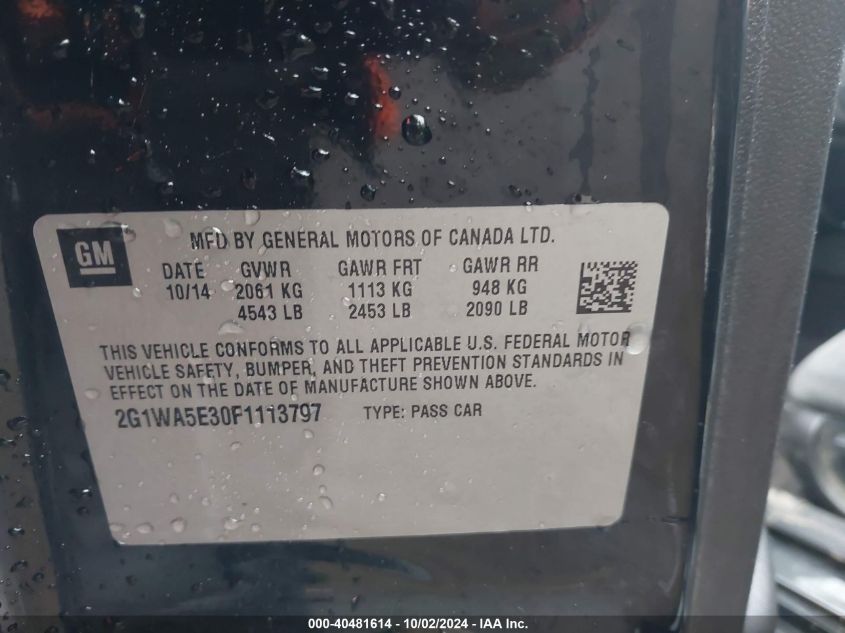 GM
MFD BY GENERAL MOTORS OF CANADA LTD.
DATE GVWR GAWR FRT GAWR RR
10/14 2061 KG 1113 KG 948 KG
4543 LB 2453 LB 2090 LB
THIS VEHICLE CONFORMS TO ALL APPLICABLE U.S. FEDERAL MOTOR
VEHICLE SAFETY, BUMPER, AND THEFT PREVENTION STANDARDS IN
EFFECT ON THE DATE OF MANUFACTURE SHOWN ABOVE.
2G1WA5E30F1113797 TYPE: PASS CAR
000-40481614 - 10/02/2024 - IAA Inc.